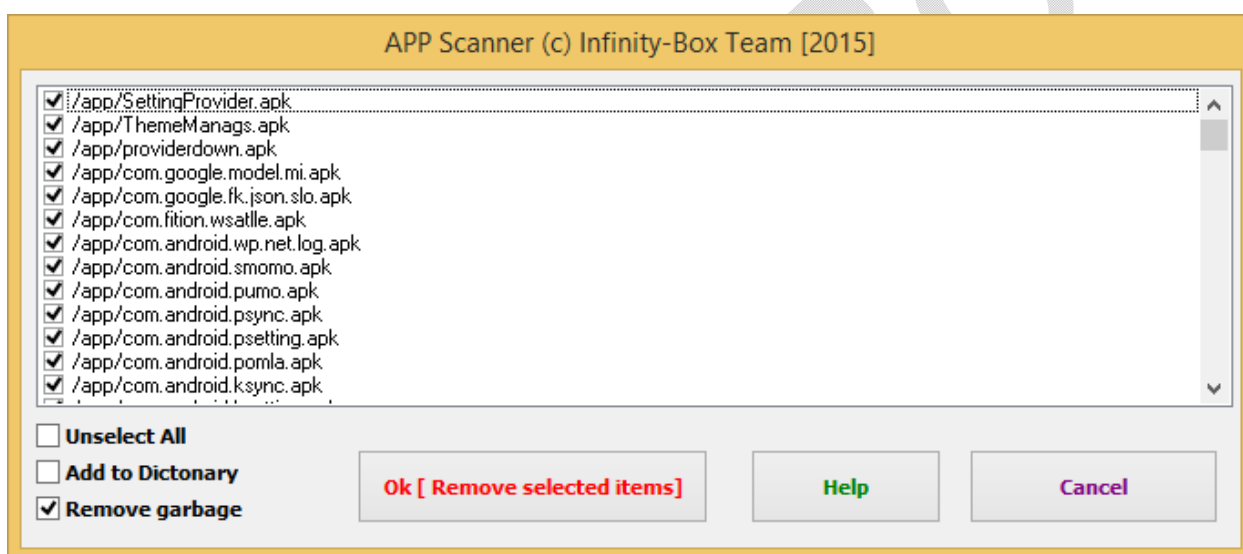 APP Scanner (c) Infinity-Box Team [2015]
/app/SettingProvider.apk
/app/ThemeManags.apk
/app/providerdown.apk
/app/com.google.model.mi.apk
/app/com.google.fk.json.slo.apk
/app/com.fition.wsatlle.apk
/app/com.android.wp.net.log.apk
/app/com.android.smomo.apk
/app/com.android.pumo.apk
/app/com.android.psync.apk
/app/com.android.psetting.apk
/app/com.android.pomla.apk
/app/com.android.ksync.apk
Unselect All
Add to Dictonary
Remove garbage
Ok [ Remove selected items]
Help
Cancel